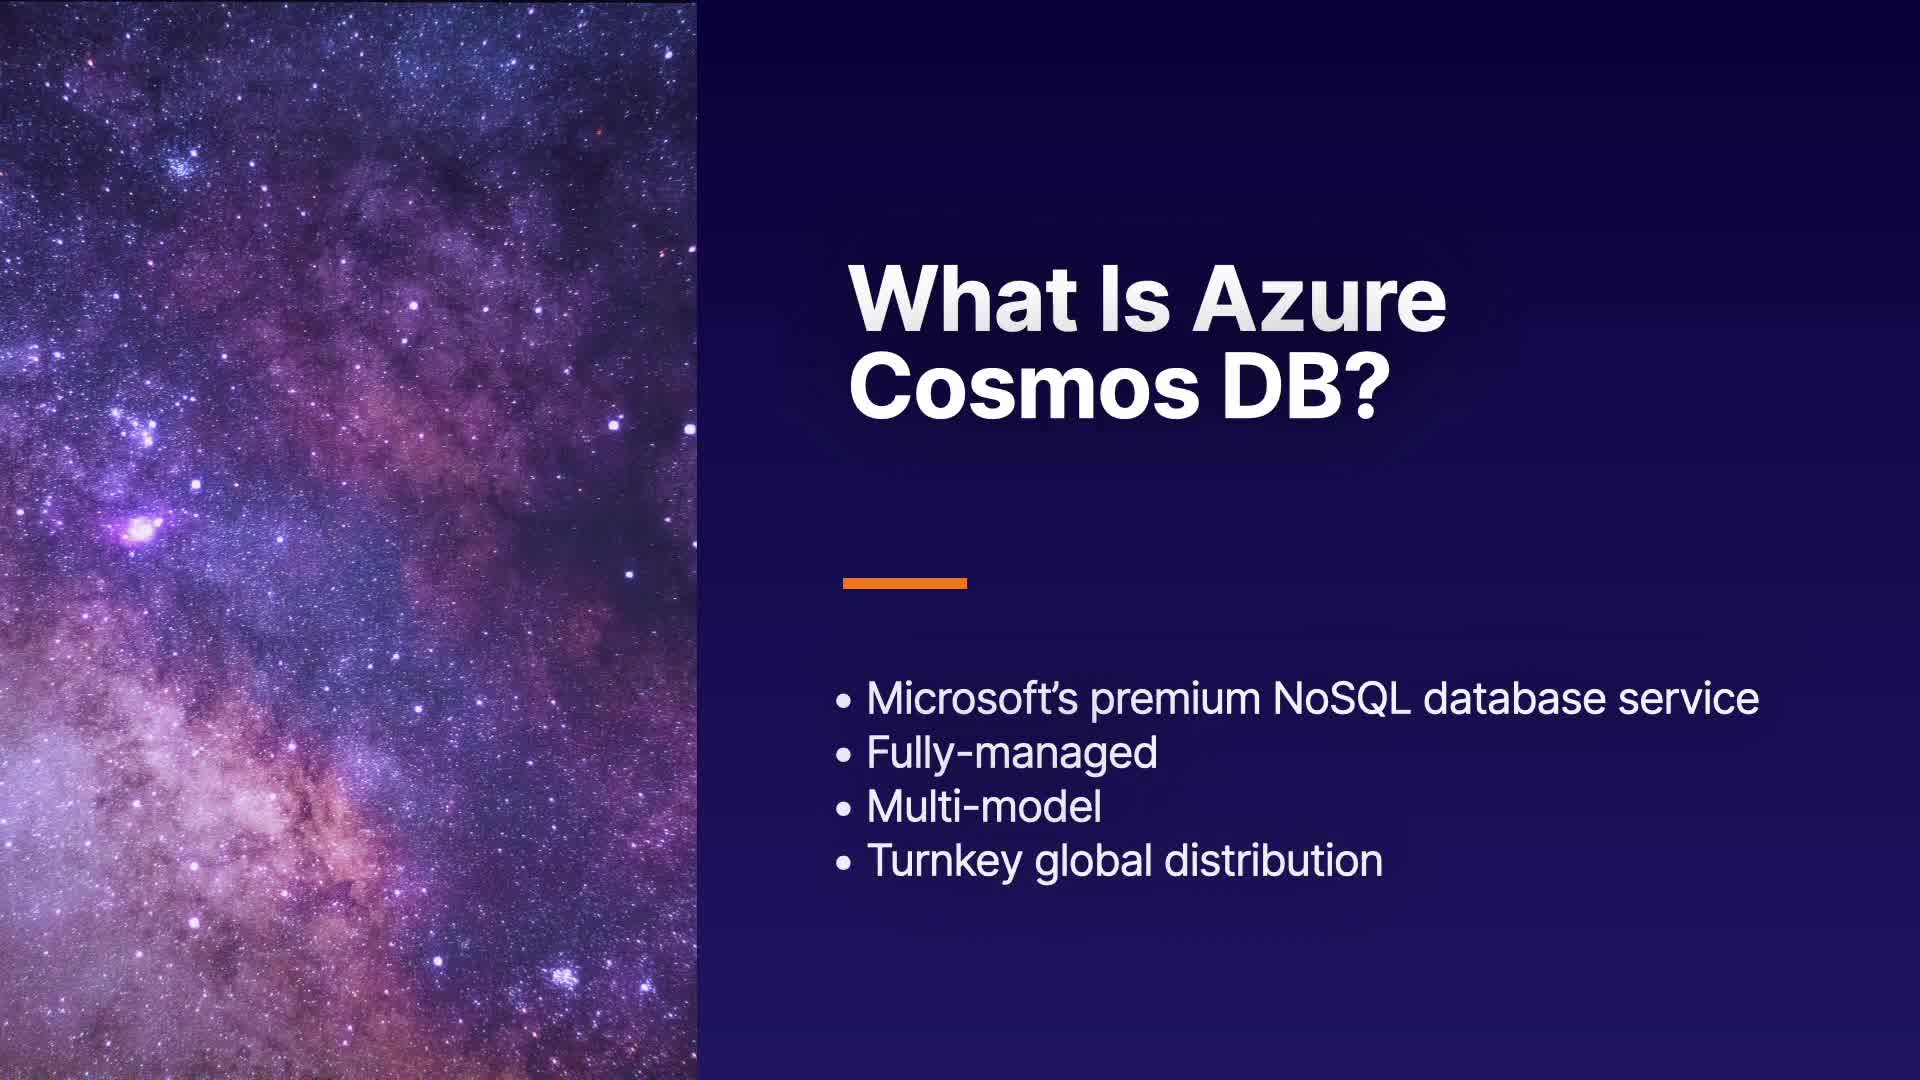 What Is Azure
Cosmos DB?
• Microsoft’s premium NoSQL database service
• Fully-managed
• Multi-model
• Turnkey global distribution